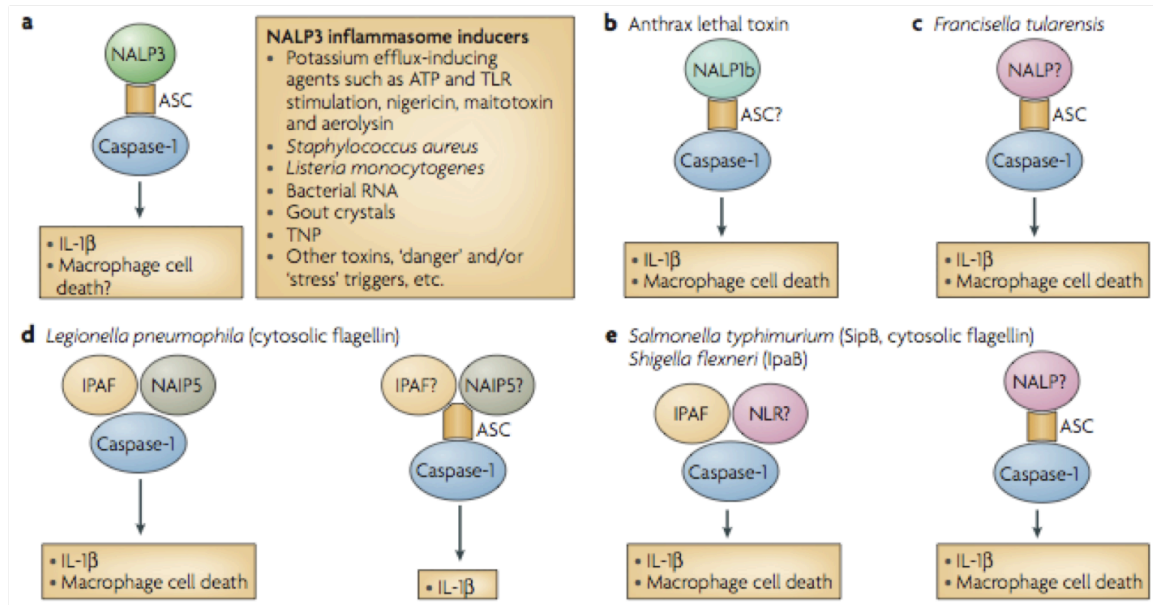 a
NALP3
ASC
Caspase-1
• IL-1β
• Macrophage cell
death?
NALP3 inflammasome inducers
• Potassium efflux-inducing
agents such as ATP and TLR
stimulation, nigericin, maitotoxin
and aerolysin
• Staphylococcus aureus
• Listeria monocytogenes
• Bacterial RNA
• Gout crystals
• TNP
• Other toxins, ‘danger’ and/or
‘stress’ triggers, etc.
b Anthrax lethal toxin
NALP1b
ASC?
Caspase-1
• IL-1β
• Macrophage cell death
c Francisella tularensis
NALP?
ASC
Caspase-1
• IL-1β
• Macrophage cell death
d Legionella pneumophila (cytosolic flagellin)
IPAF
NAIP5
Caspase-1
• IL-1β
• Macrophage cell death
IPAF?
NAIP5?
ASC
Caspase-1
• IL-1β
e Salmonella typhimurium (SipB, cytosolic flagellin)
Shigella flexneri (IpaB)
IPAF
NLR?
Caspase-1
• IL-1β
• Macrophage cell death
NALP?
ASC
Caspase-1
• IL-1β
• Macrophage cell death